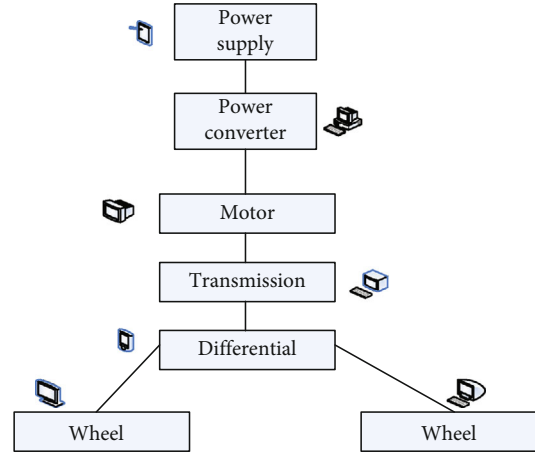 Power
supply
Power
converter
Motor
Transmission
Differential
Wheel
Wheel